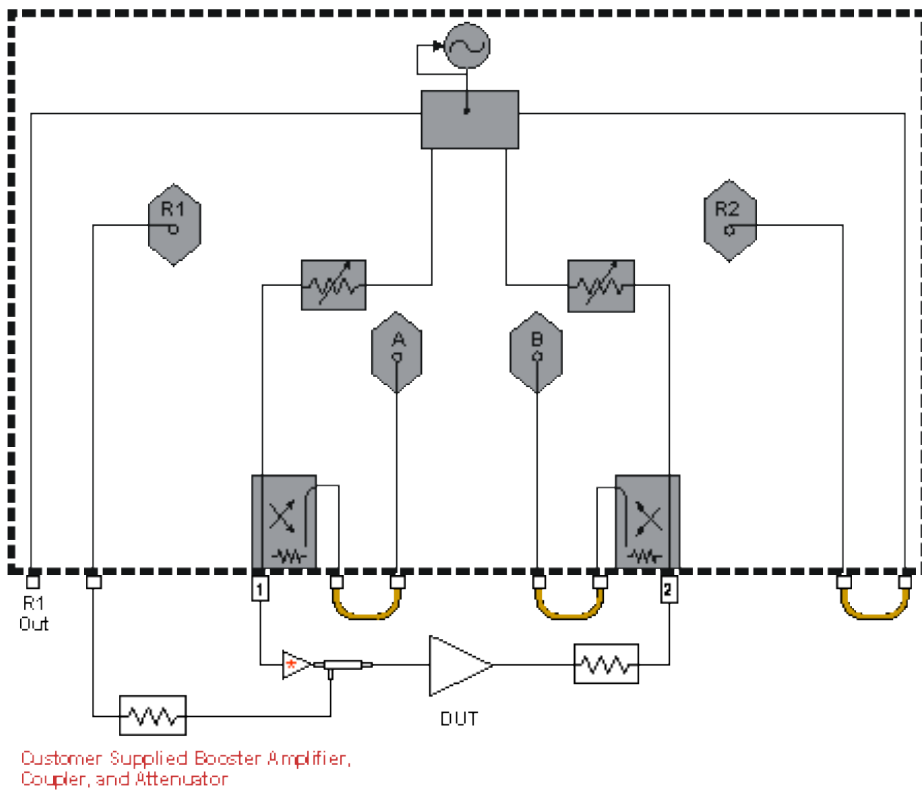 R1
R2
A
B
R1
Out
1
2
*
DUT
Customer Supplied Booster Amplifier,
Coupler, and Attenuator